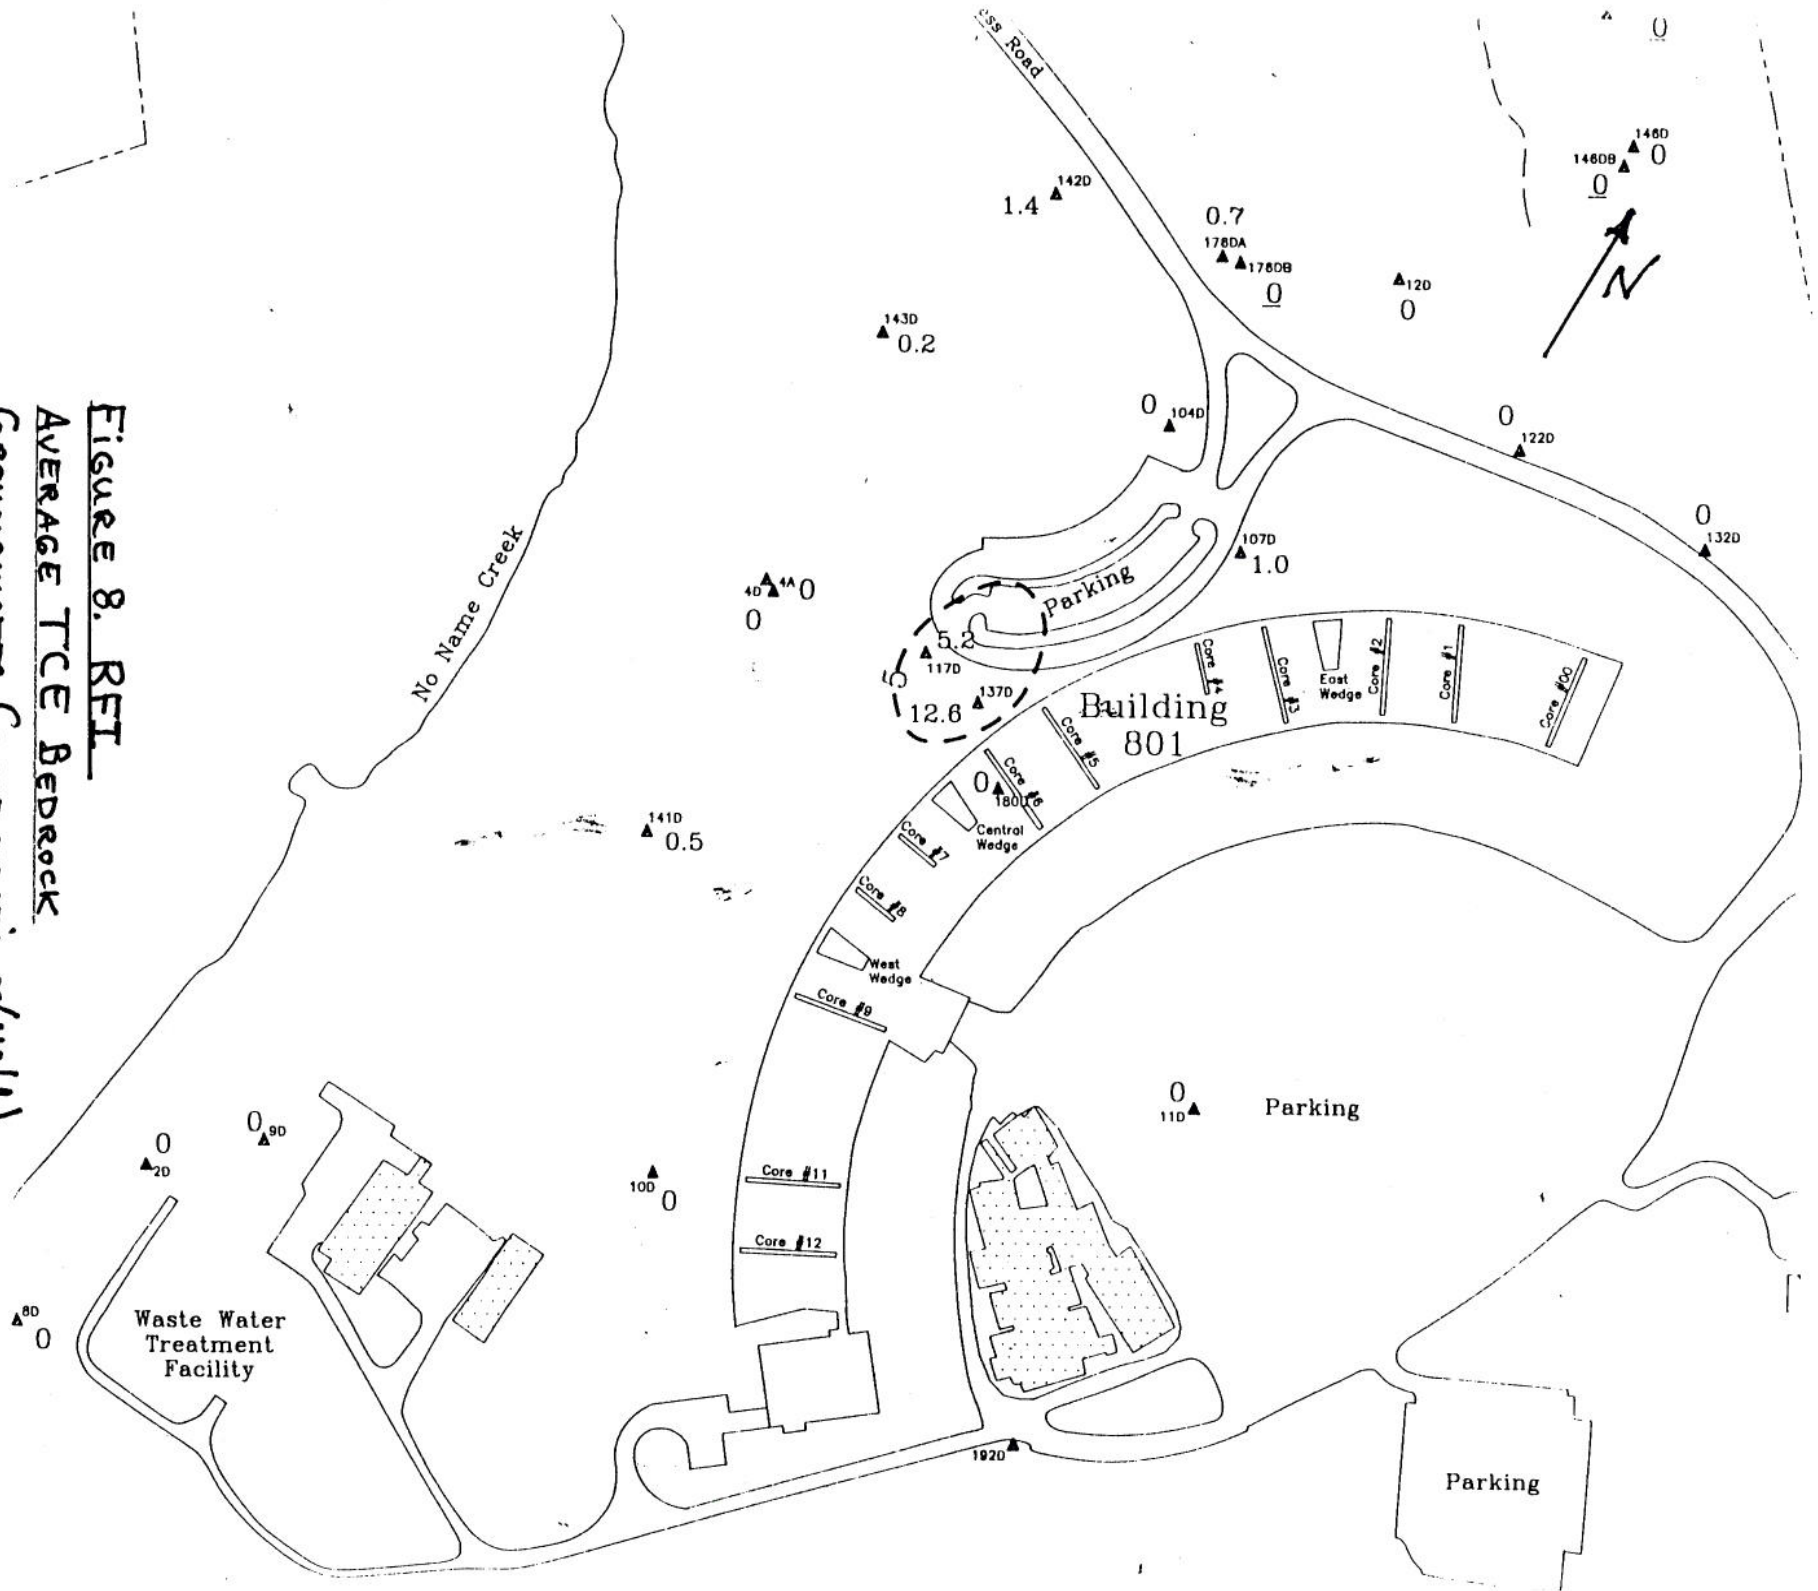 Figure 8. RFI.
AVERAGE TCE BEDROCK
ess Road
0
146D
0
146DB
0
N
142D
1.4
0.7
178DA
178DB
0
12D
0
143D
0.2
0
104D
0
122D
0
132D
107D
1.0
Parking
4D
4A
0
0
No Name Creek
5.2
117D
5
137D
12.6
Building
801
Core #4
Core #3
East
Wedge
Core #2
Core #1
Core #00
Core #5
Core #6
0
Central
Wedge
Core #7
Core #8
141D
0.5
West
Wedge
Core #9
0
11D
Parking
0
9D
0
2D
10D
0
Core #11
Core #12
8D
0
Waste Water
Treatment
Facility
192D
Parking